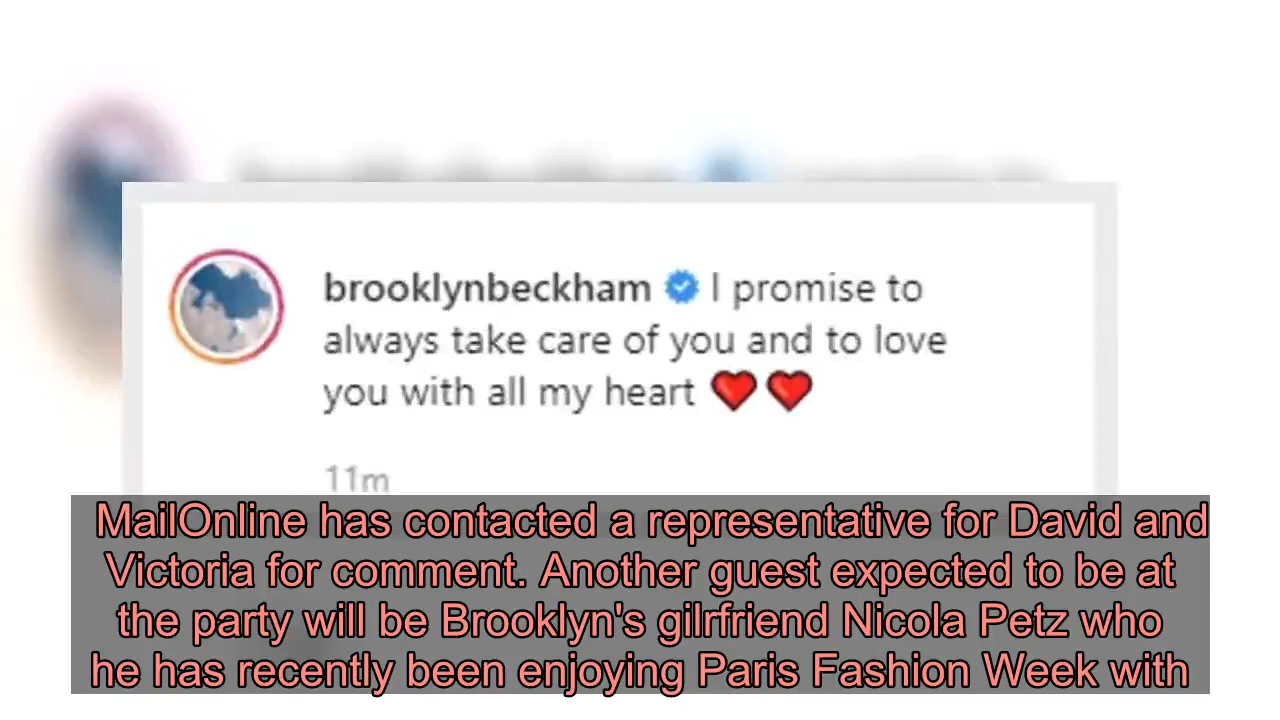 brooklynbeckham I promise to
always take care of you and to love
you with all my heart ❤️❤️
11m
MailOnline has contacted a representative for David and
Victoria for comment. Another guest expected to be at
the party will be Brooklyn's gilrfriend Nicola Petz who
he has recently been enjoying Paris Fashion Week with